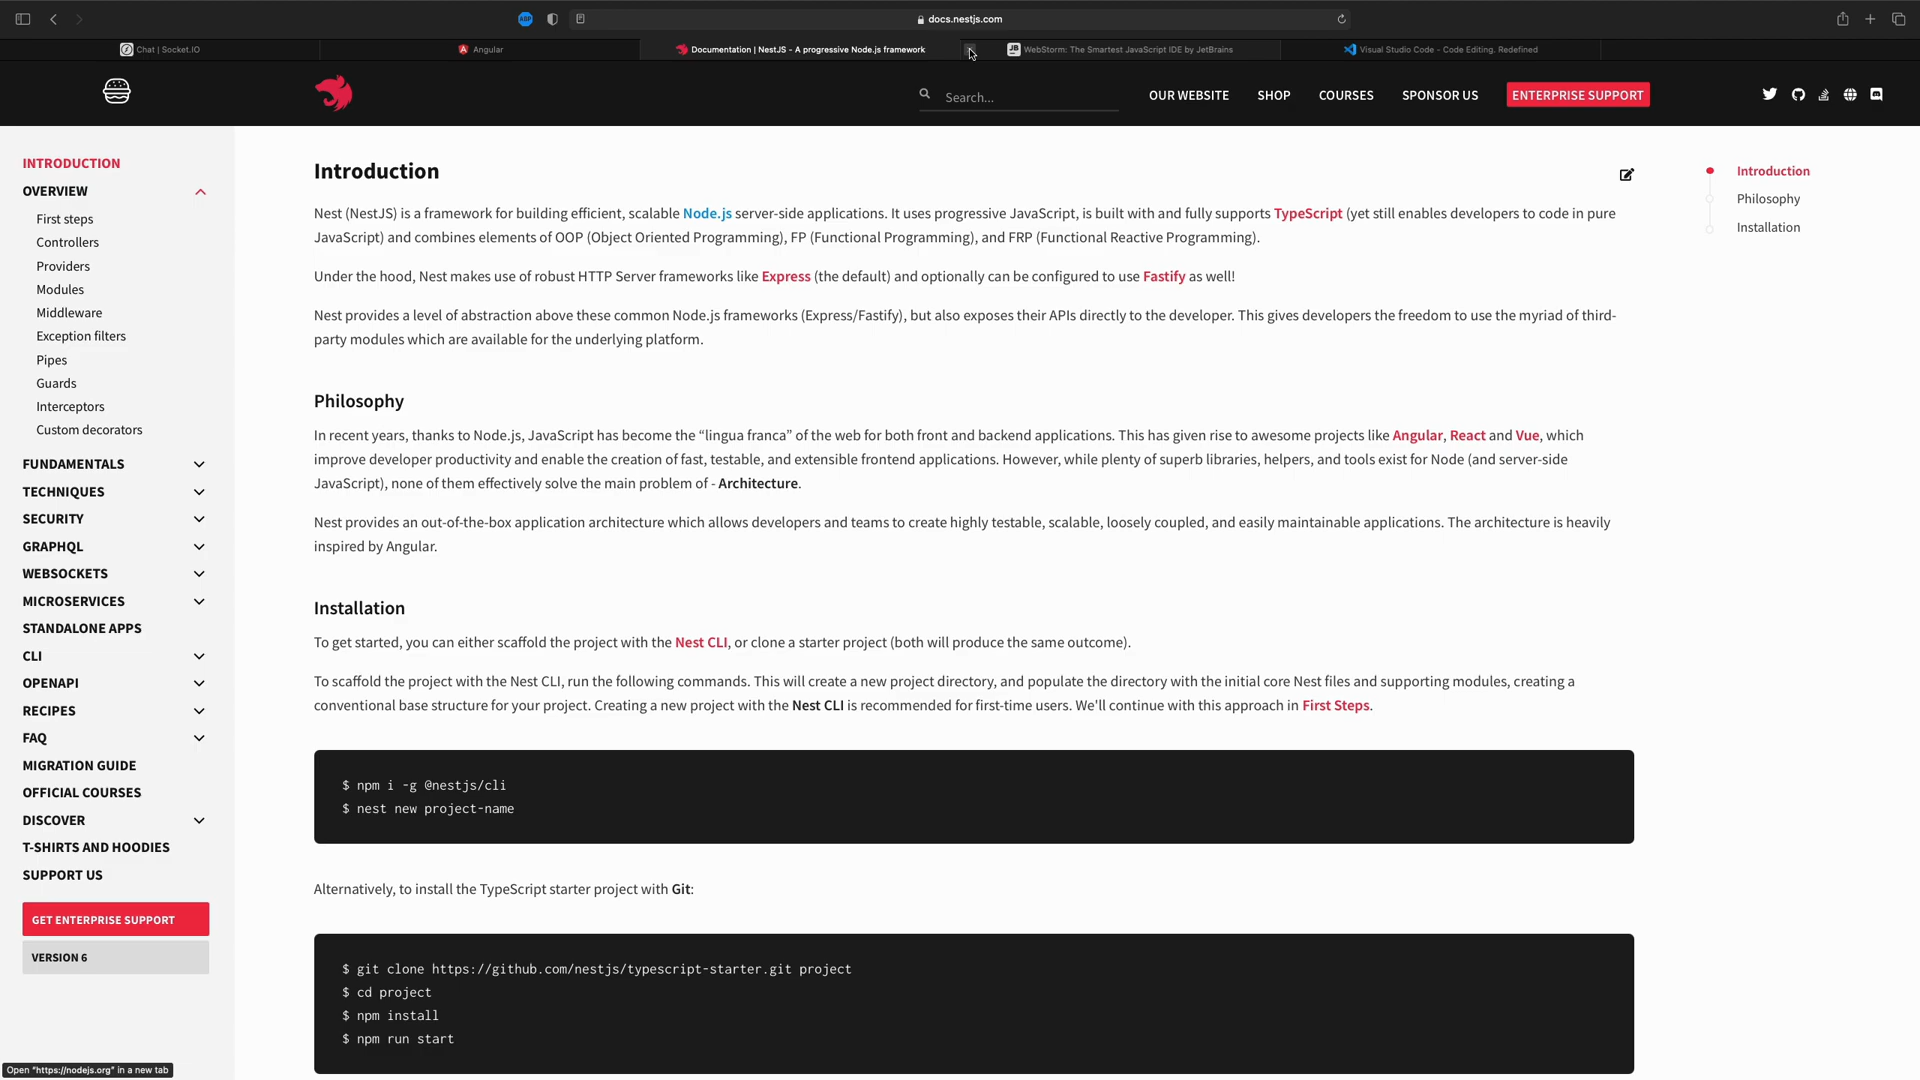 ABP
docs.nestjs.com
Chat | Socket.IO
Angular
Documentation | NestJS - A progressive Node.js framework
JB
WebStorm: The Smartest JavaScript IDE by JetBrains
Visual Studio Code - Code Editing. Redefined
Search...
OUR WEBSITE
SHOP
COURSES
SPONSOR US
ENTERPRISE SUPPORT
INTRODUCTION
OVERVIEW
First steps
Controllers
Providers
Modules
Middleware
Exception filters
Pipes
Guards
Interceptors
Custom decorators
FUNDAMENTALS
TECHNIQUES
SECURITY
GRAPHQL
WEBSOCKETS
MICROSERVICES
STANDALONE APPS
CLI
OPENAPI
RECIPES
FAQ
MIGRATION GUIDE
OFFICIAL COURSES
DISCOVER
T-SHIRTS AND HOODIES
SUPPORT US
GET ENTERPRISE SUPPORT
VERSION 6
Introduction
Nest (NestJS) is a framework for building efficient, scalable Node.js server-side applications. It uses progressive JavaScript, is built with and fully supports TypeScript (yet still enables developers to code in pure
JavaScript) and combines elements of OOP (Object Oriented Programming), FP (Functional Programming), and FRP (Functional Reactive Programming).
Under the hood, Nest makes use of robust HTTP Server frameworks like Express (the default) and optionally can be configured to use Fastify as well!
Nest provides a level of abstraction above these common Node.js frameworks (Express/Fastify), but also exposes their APIs directly to the developer. This gives developers the freedom to use the myriad of third-
party modules which are available for the underlying platform.
Philosophy
In recent years, thanks to Node.js, JavaScript has become the “lingua franca” of the web for both front and backend applications. This has given rise to awesome projects like Angular, React and Vue, which
improve developer productivity and enable the creation of fast, testable, and extensible frontend applications. However, while plenty of superb libraries, helpers, and tools exist for Node (and server-side
JavaScript), none of them effectively solve the main problem of - Architecture.
Nest provides an out-of-the-box application architecture which allows developers and teams to create highly testable, scalable, loosely coupled, and easily maintainable applications. The architecture is heavily
inspired by Angular.
Installation
To get started, you can either scaffold the project with the Nest CLI, or clone a starter project (both will produce the same outcome).
To scaffold the project with the Nest CLI, run the following commands. This will create a new project directory, and populate the directory with the initial core Nest files and supporting modules, creating a
conventional base structure for your project. Creating a new project with the Nest CLI is recommended for first-time users. We'll continue with this approach in First Steps.
$ npm i -g @nestjs/cli
$ nest new project-name
Alternatively, to install the TypeScript starter project with Git:
$ git clone https://github.com/nestjs/typescript-starter.git project
$ cd project
$ npm install
$ npm run start
Introduction
Philosophy
Installation
Open "https://nodejs.org" in a new tab